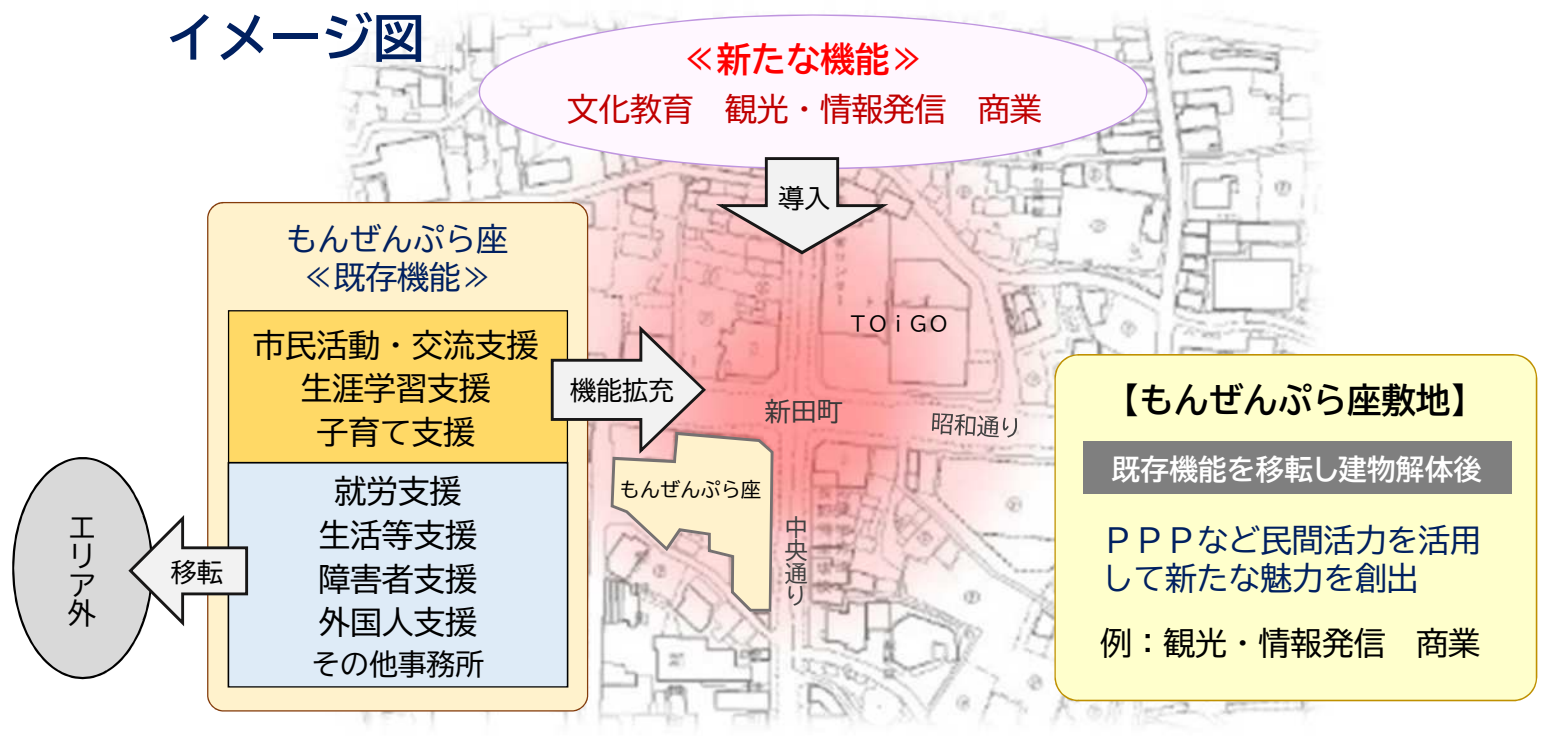 イメージ図
≪新たな機能≫
文化教育　観光・情報発信　商業
導入
もんぜんぷら座
≪既存機能≫
市民活動・交流支援
生涯学習支援
子育て支援
機能拡充
就労支援
生活等支援
障害者支援
外国人支援
その他事務所
移転
エリア外
ＴＯｉＧＯ
新田町
昭和通り
もんぜんぷら座
中央通り
【もんぜんぷら座敷地】
既存機能を移転し建物解体後
ＰＰＰなど民間活力を活用
して新たな魅力を創出
例：観光・情報発信　商業